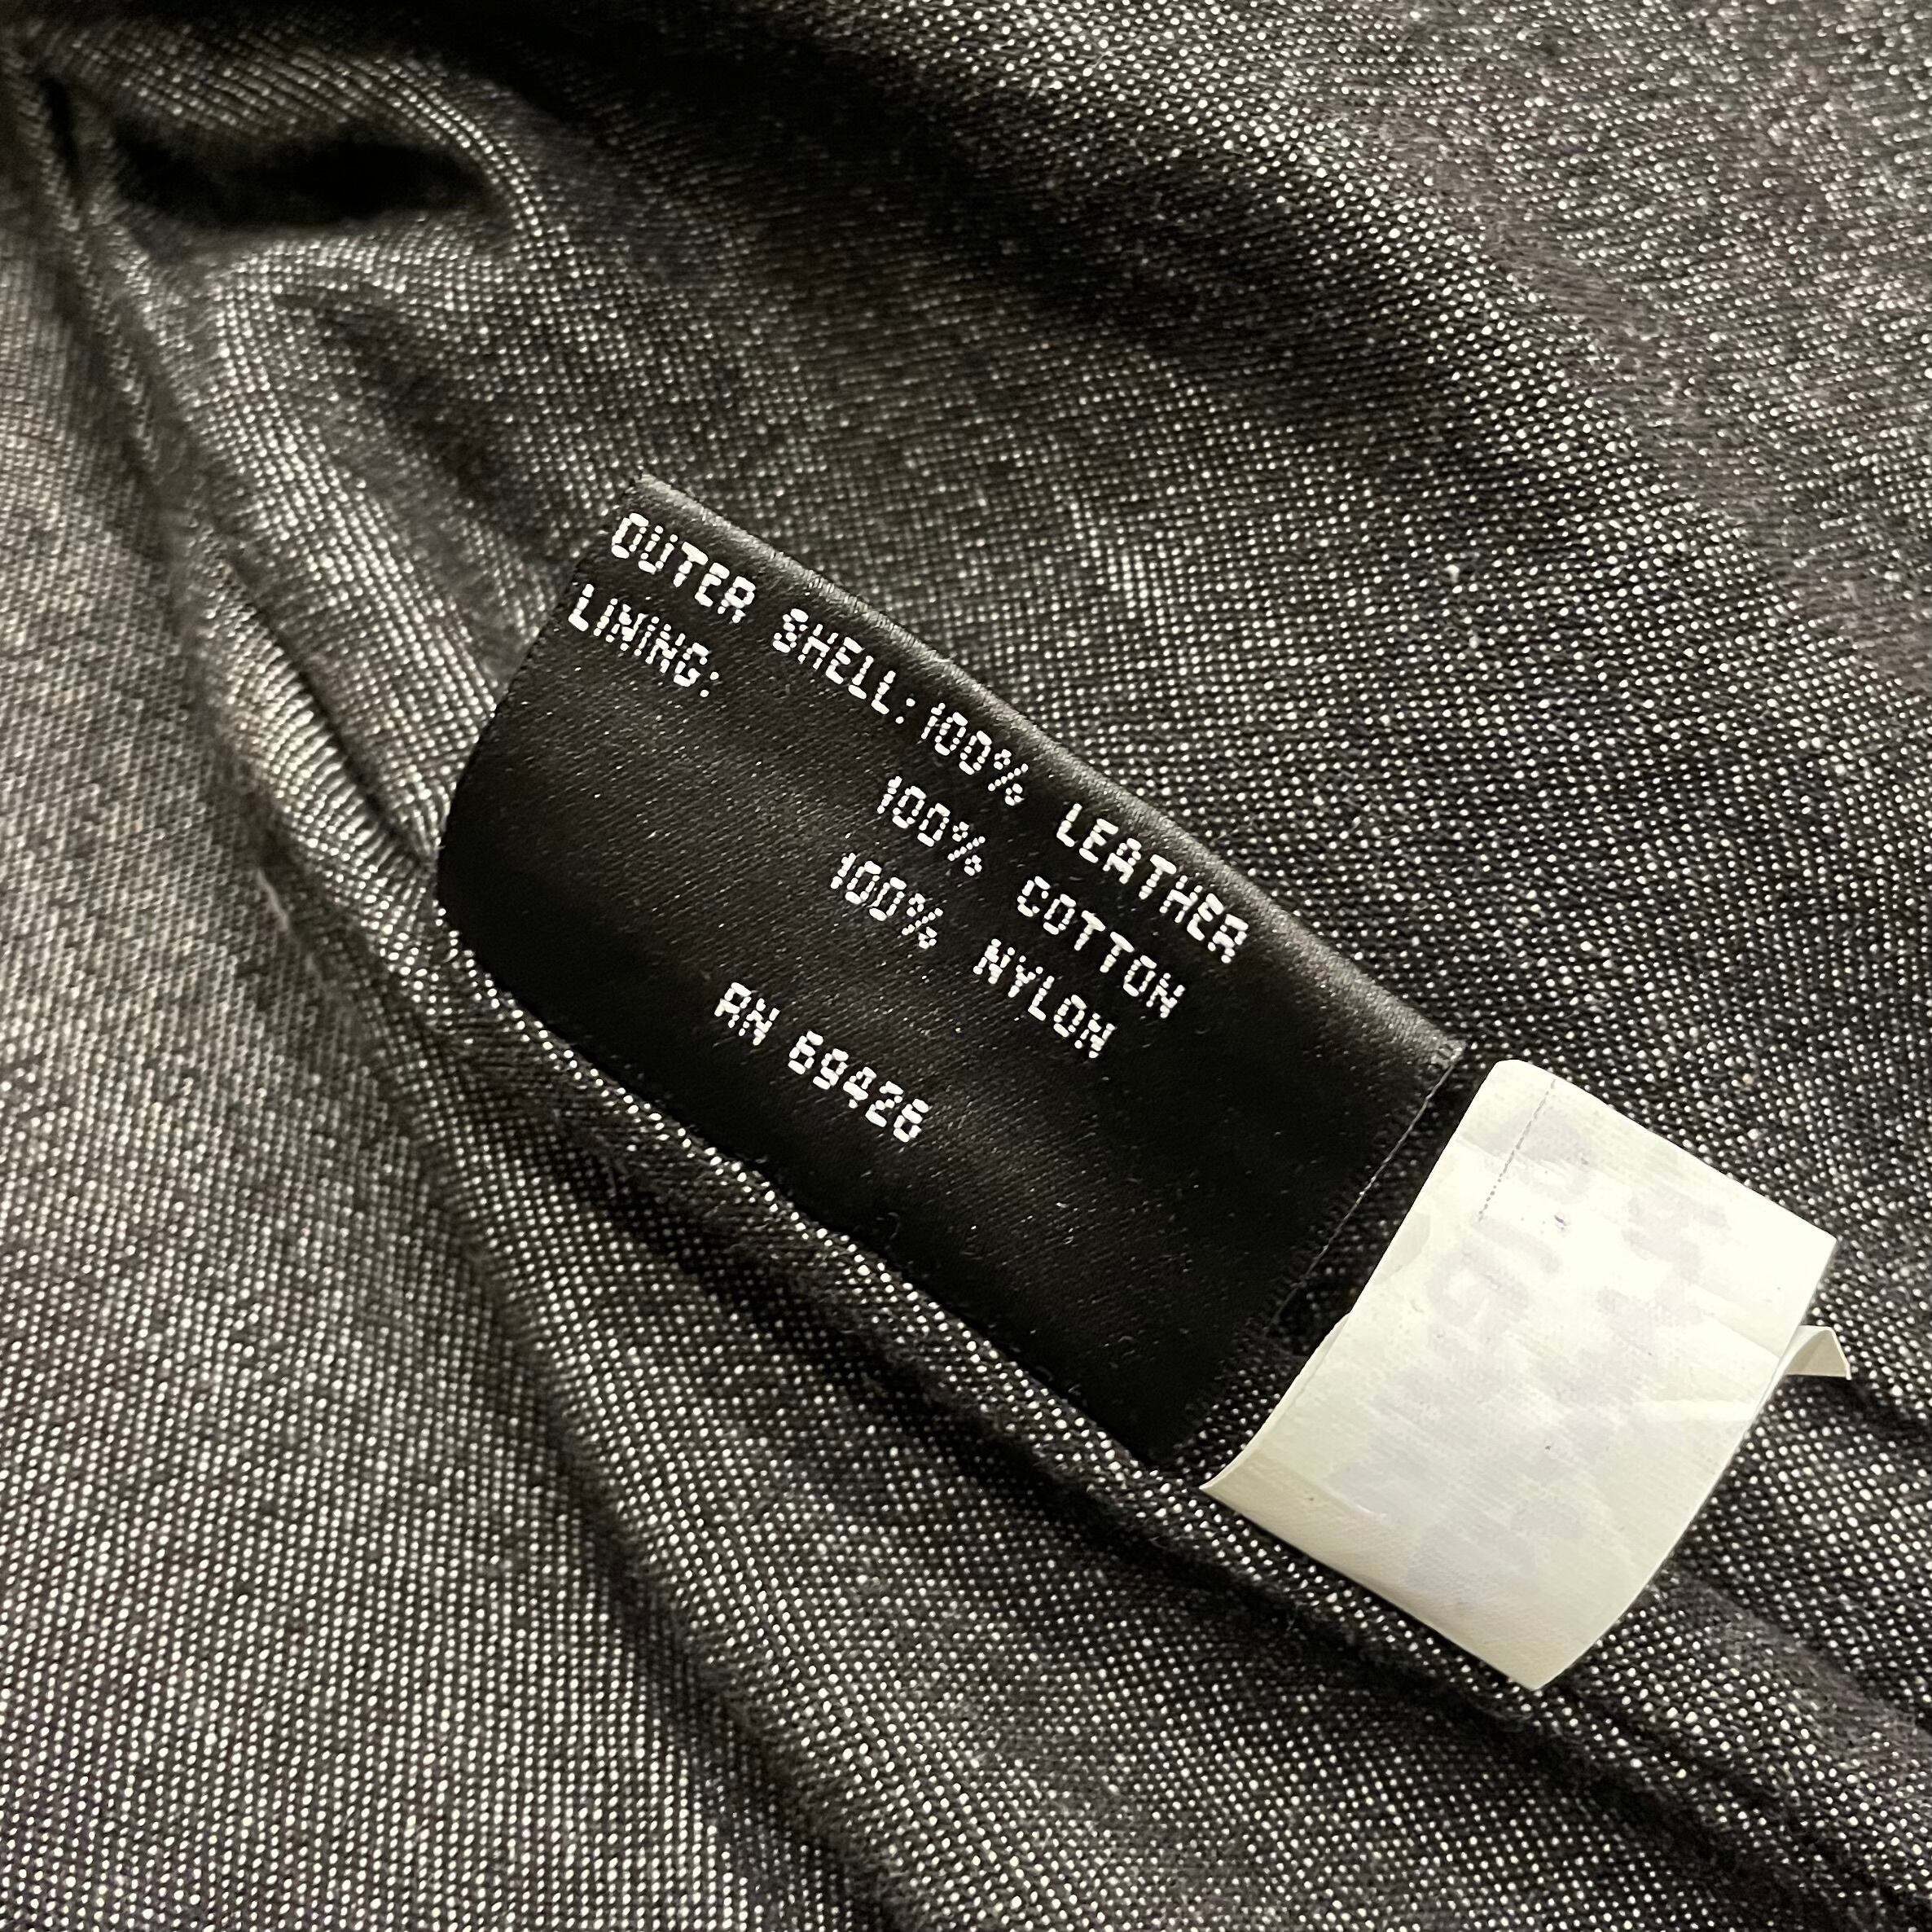 OUTER SHELL: 100% LEATHER
LINING: 100% COTTON
100% NYLON
RN 69426